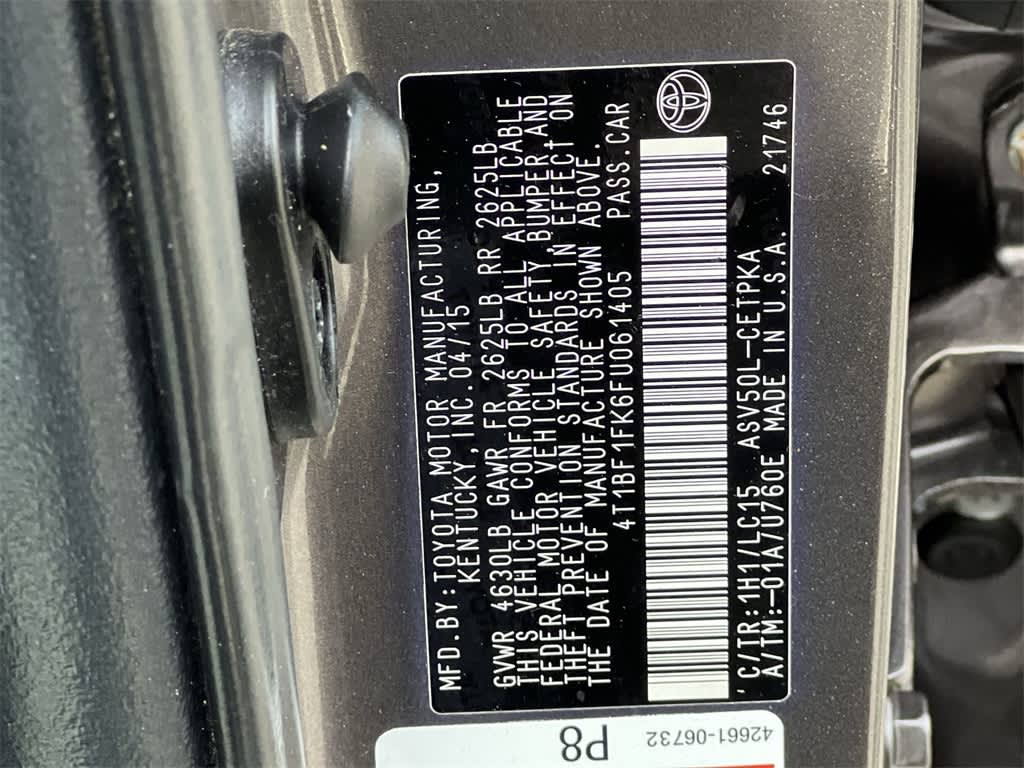 MFD.BY:TOYOTA MOTOR MANUFACTURING,
KENTUCKY,INC.04/15
GVWR 4630LB GAWR FR 2625LB RR 2625LB
THIS VEHICLE CONFORMS TO ALL APPLICABLE
FEDERAL MOTOR VEHICLE SAFETY, BUMPER AND
THEFT PREVENTION STANDARDS IN EFFECT ON
THE DATE OF MANUFACTURE SHOWN ABOVE.
4T1BF1FK6FU061405 PASS.CAR
C/TR:1H1/LC15 ASV50L-CETPKA
A/TM:-01A7U760E MADE IN U.S.A. 21746
P8
42661-06732